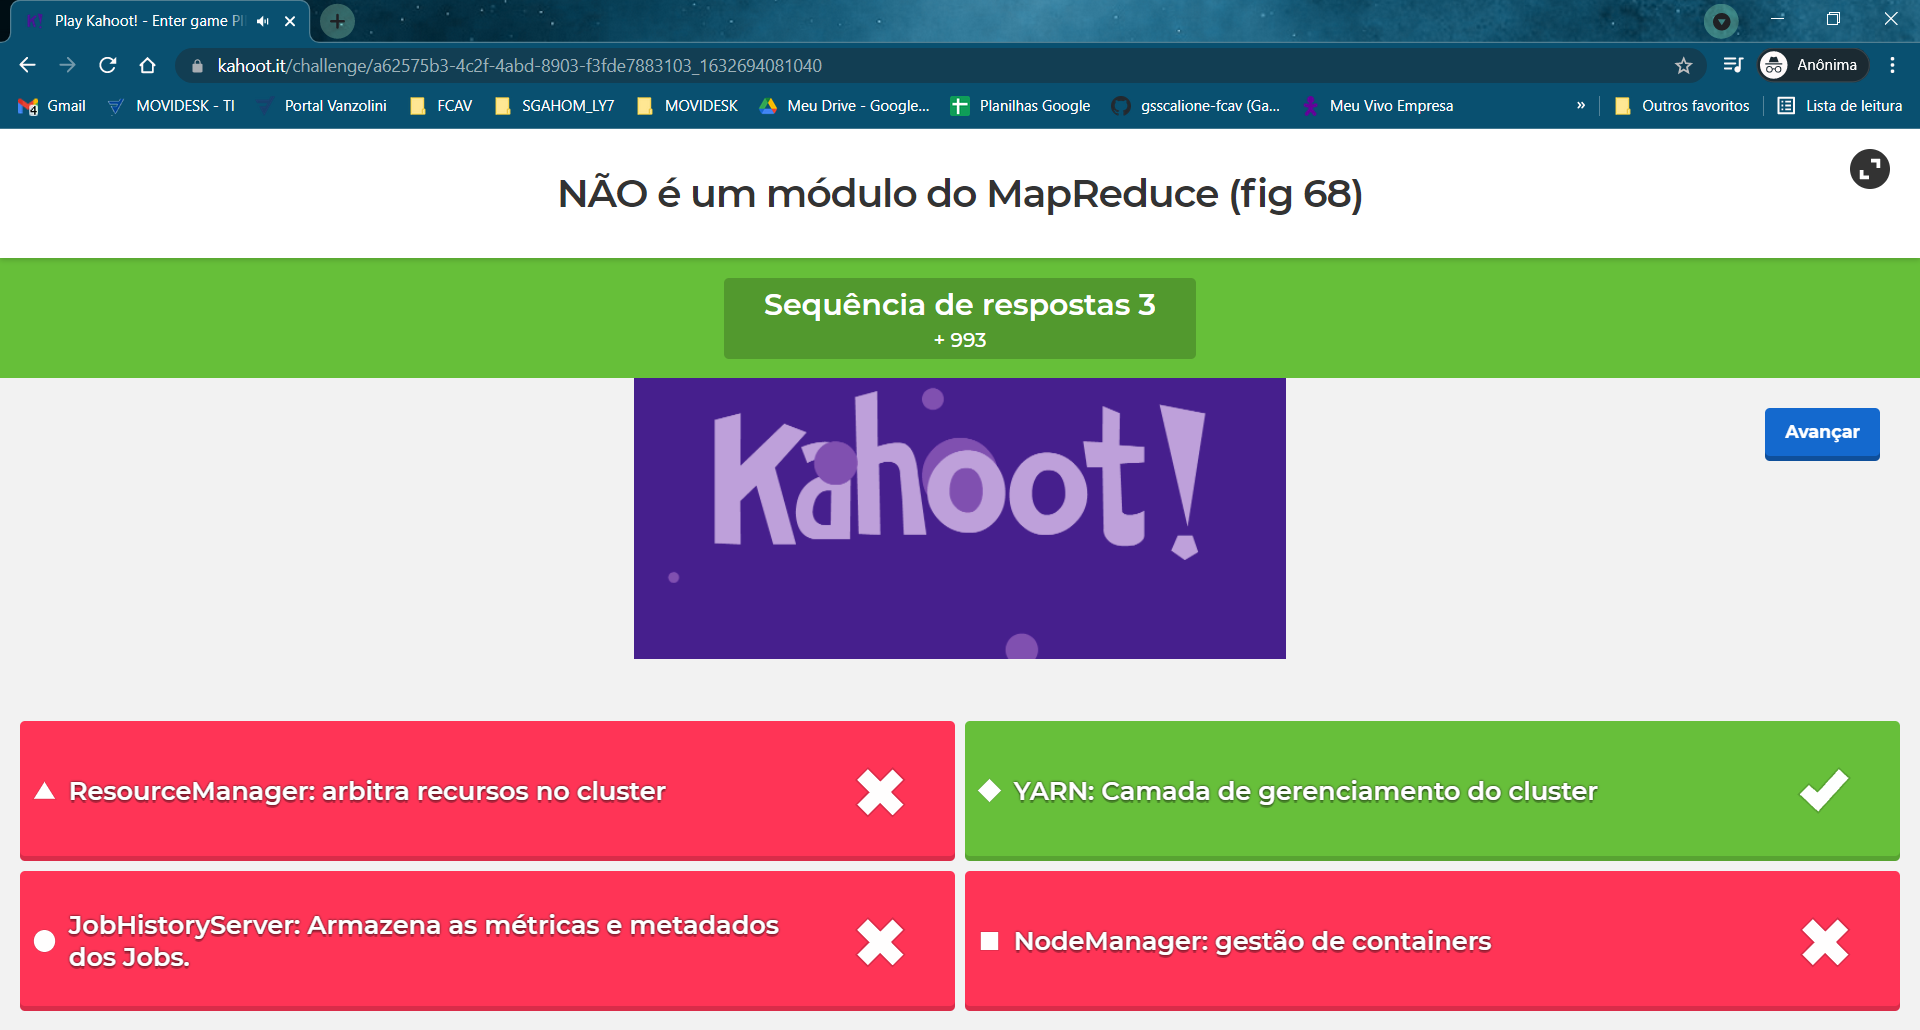 Play Kahoot! - Enter game
kahoot.it/challenge/a62575b3-4c2f-4abd-8903-f3fde7883103_1632694081040
Anônima
Gmail
MOVIDESK - TI
Portal Vanzolini
FCAV
SGAHOM_LY7
MOVIDESK
Meu Drive - Google...
Planilhas Google
gsscalione-fcav (Ga...
Meu Vivo Empresa
»
Outros favoritos
Lista de leitura
NÃO é um módulo do MapReduce (fig 68)
Sequência de respostas 3
+ 993
Kahoot!
Avançar
ResourceManager: arbitra recursos no cluster
YARN: Camada de gerenciamento do cluster
JobHistoryServer: Armazena as métricas e metadados
dos Jobs.
NodeManager: gestão de containers